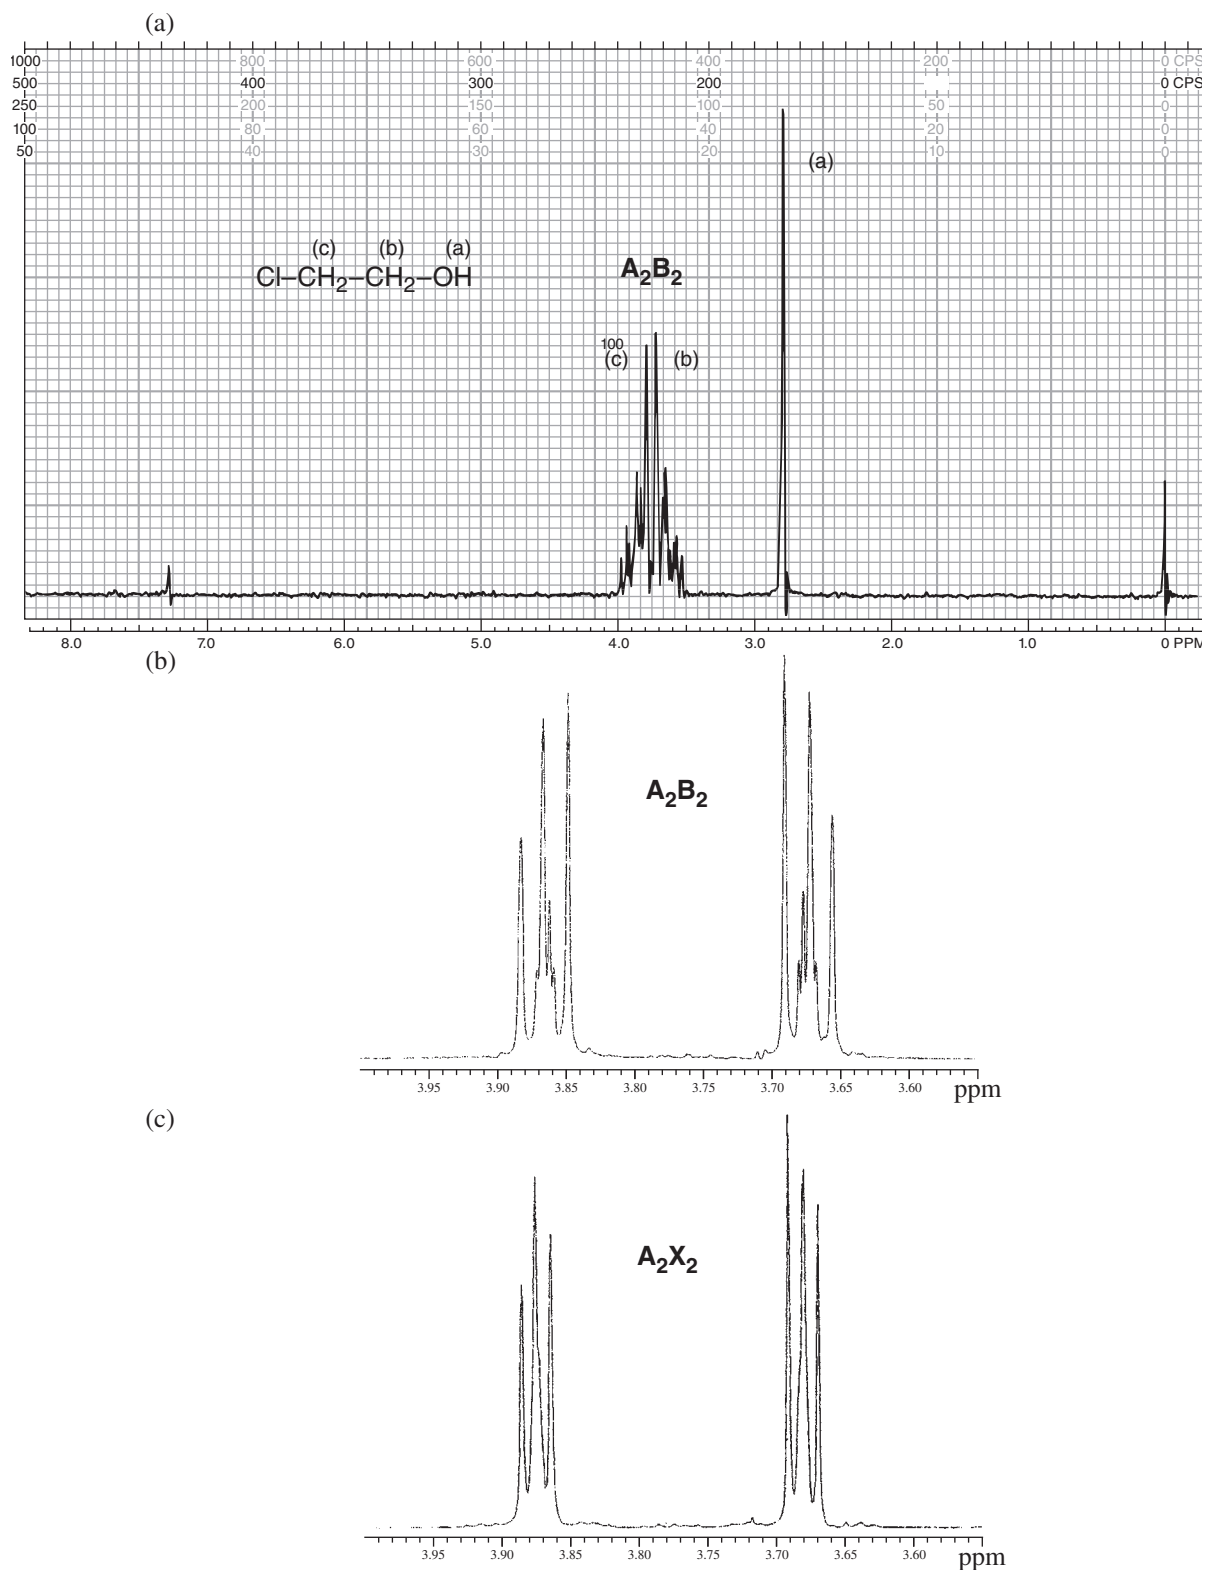 (a)
1000 800 600 400 200 0 CPS
500 400 300 200 0 CPS
250 200 150 100 50 0
100 80 60 40 20 0
50 40 30 20 10 0
(a)
(c) (b) (a)
Cl–CH2–CH2–OH
A2B2
100
(c) (b)
8.0 7.0 6.0 5.0 4.0 3.0 2.0 1.0 0 PPM
(b)
A2B2
3.95 3.90 3.85 3.80 3.75 3.70 3.65 3.60 ppm
(c)
A2X2
3.95 3.90 3.85 3.80 3.75 3.70 3.65 3.60 ppm